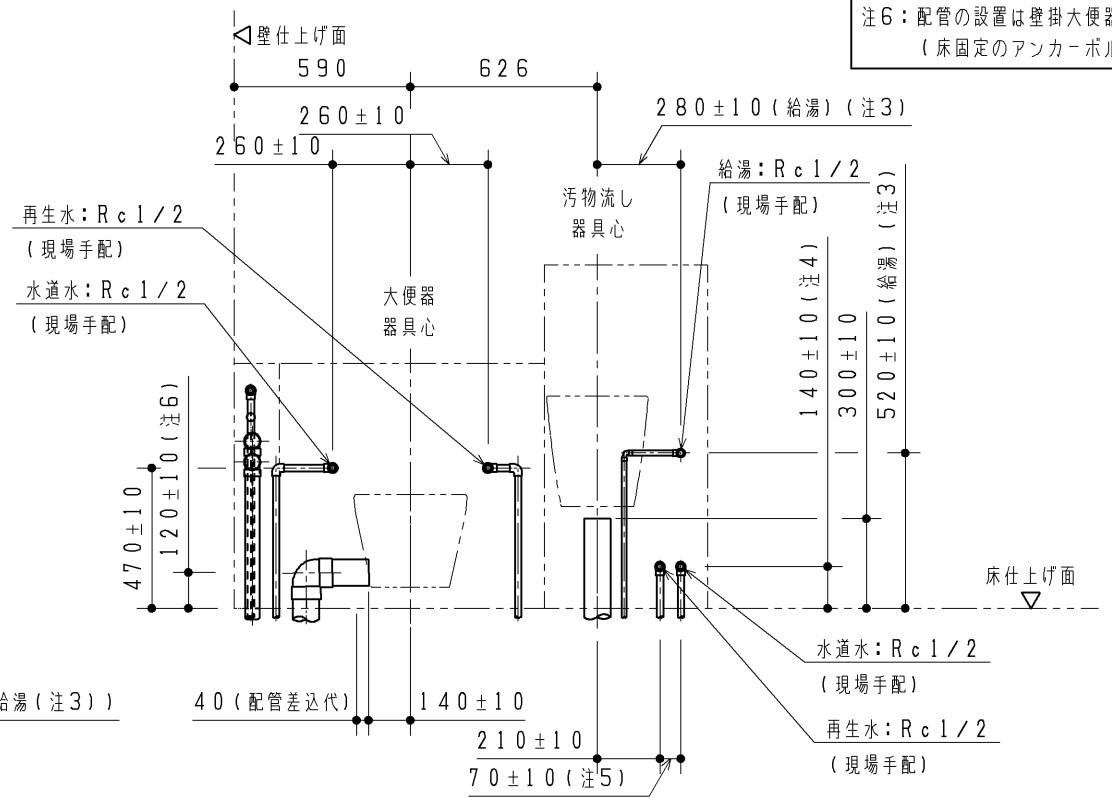 注6:配管の設置は壁掛大便器
(床固定のアンカーボル
壁仕上げ面
590
626
280±10(給湯)(注3)
260±10
260±10
給湯:Rc1/2
(現場手配)
汚物流し
器具心
再生水:Rc1/2
(現場手配)
水道水:Rc1/2
(現場手配)
大便器
器具心
470±10
120±10(注6)
140±10(注4)
300±10
520±10(給湯)(注3)
床仕上げ面
水道水:Rc1/2
(現場手配)
給湯(注3))
40(配管差込代)
140±10
再生水:Rc1/2
(現場手配)
210±10
70±10(注5)